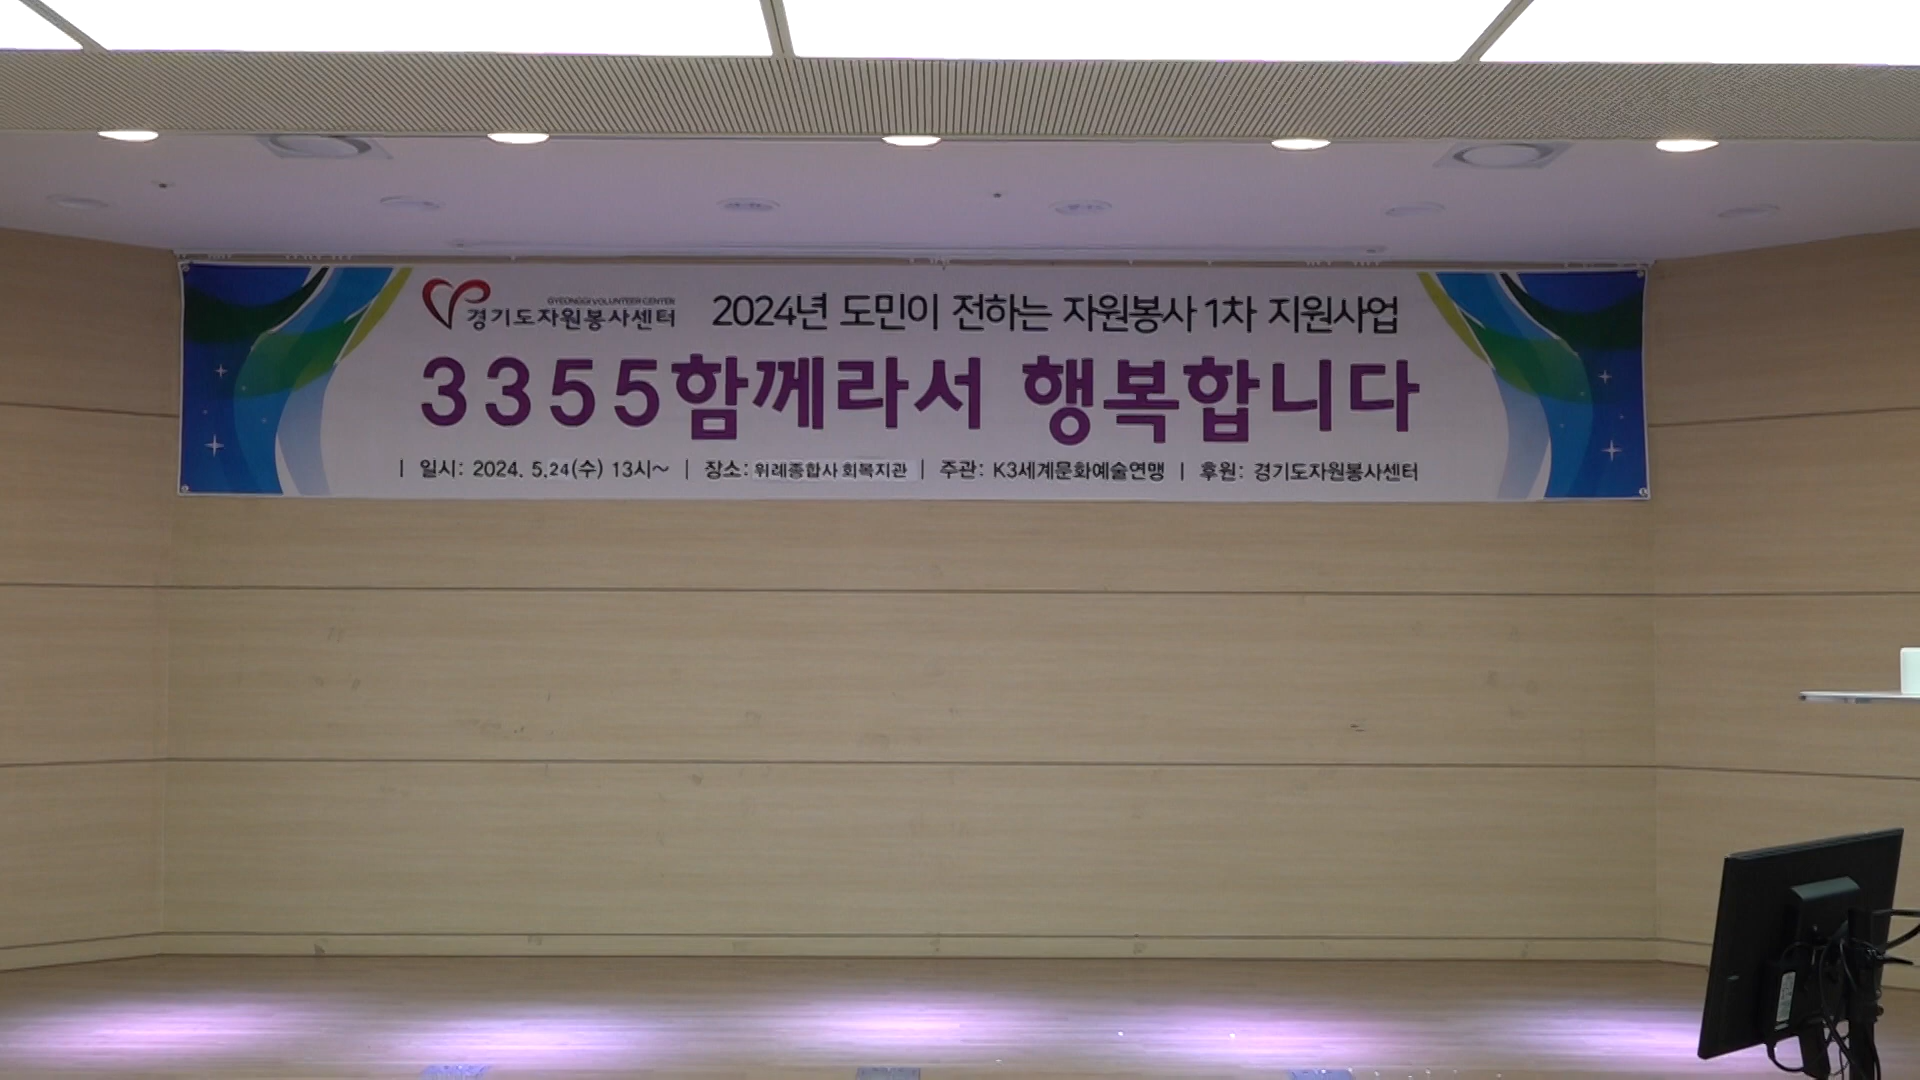 GYEONGGI VOLUNTEER CENTER
경기도자원봉사센터
2024년 도민이 전하는 자원봉사 1차 지원사업
3355함께라서 행복합니다
| 일시: 2024. 5.24(수) 13시~ | 장소: 위례종합사회복지관 | 주관: K3세계문화예술연맹 | 후원: 경기도자원봉사센터